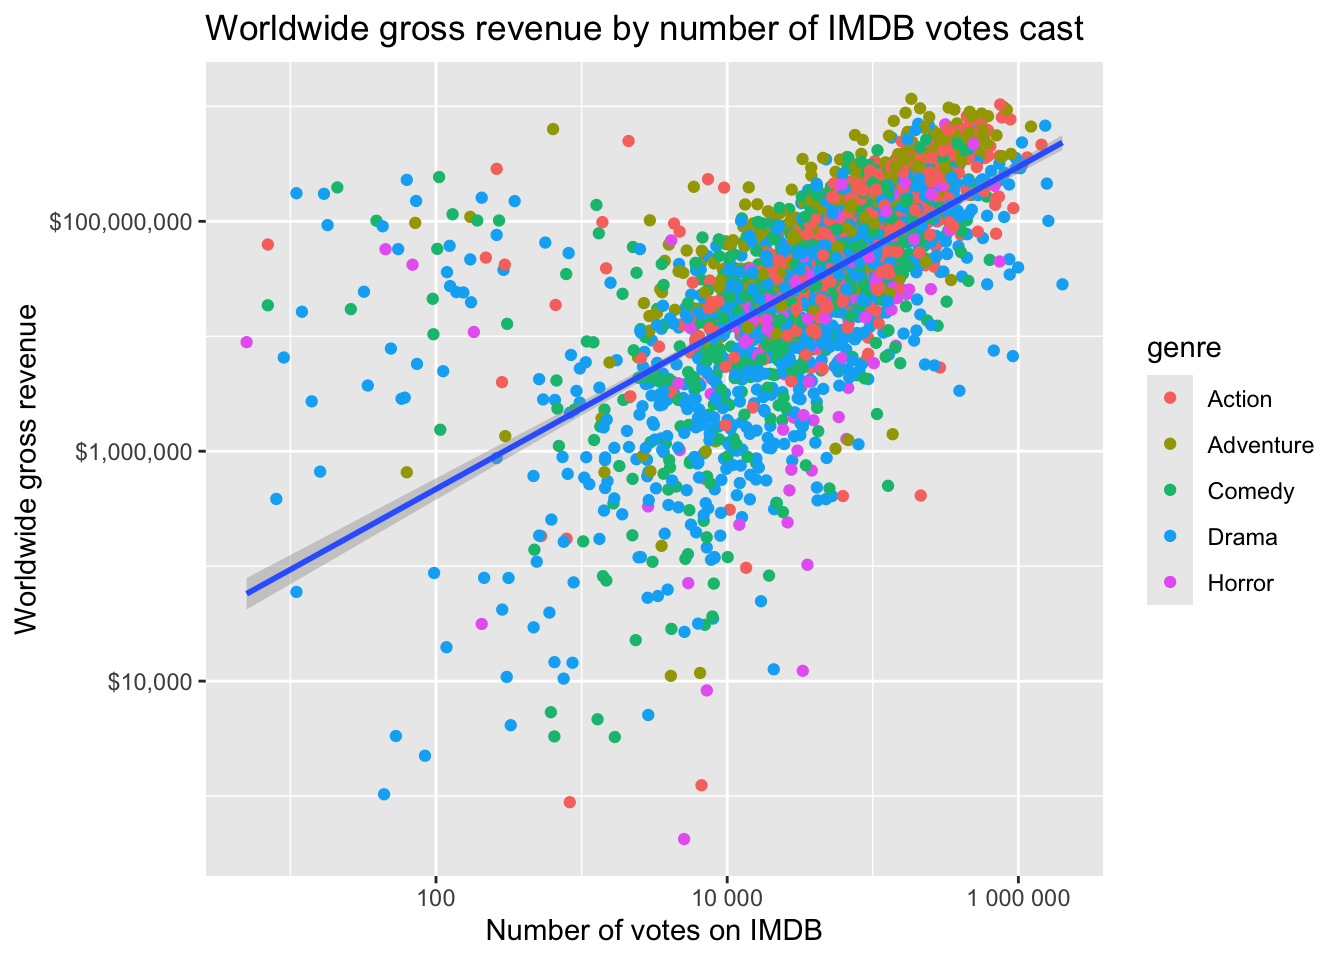 Worldwide gross revenue by number of IMDB votes cast
Worldwide gross revenue
$100,000,000
$1,000,000
$10,000
100
10 000
1 000 000
Number of votes on IMDB
genre
Action
Adventure
Comedy
Drama
Horror